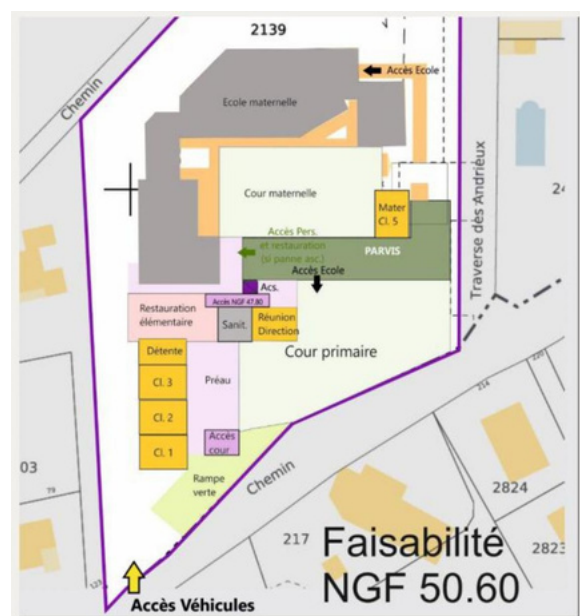 2139
Chemin
Accès Ecole
Ecole maternelle
Cour maternelle
Mater
Cl. 5
Traverse des Andrieux
24
Accès Pers.
et restauration
(si panne asc.)
PARVIS
Accès Ecole
Acs.
Accès NGF 47.80
Restauration
élémentaire
Sanit.
Réunion
Direction
Détente
Cour primaire
Cl. 3
Préau
Cl. 2
Accès
cour
Cl. 1
Rampe
verte
Chemin
03
79
214
220
2824
217
2823
Faisabilité
NGF 50.60
Accès Véhicules